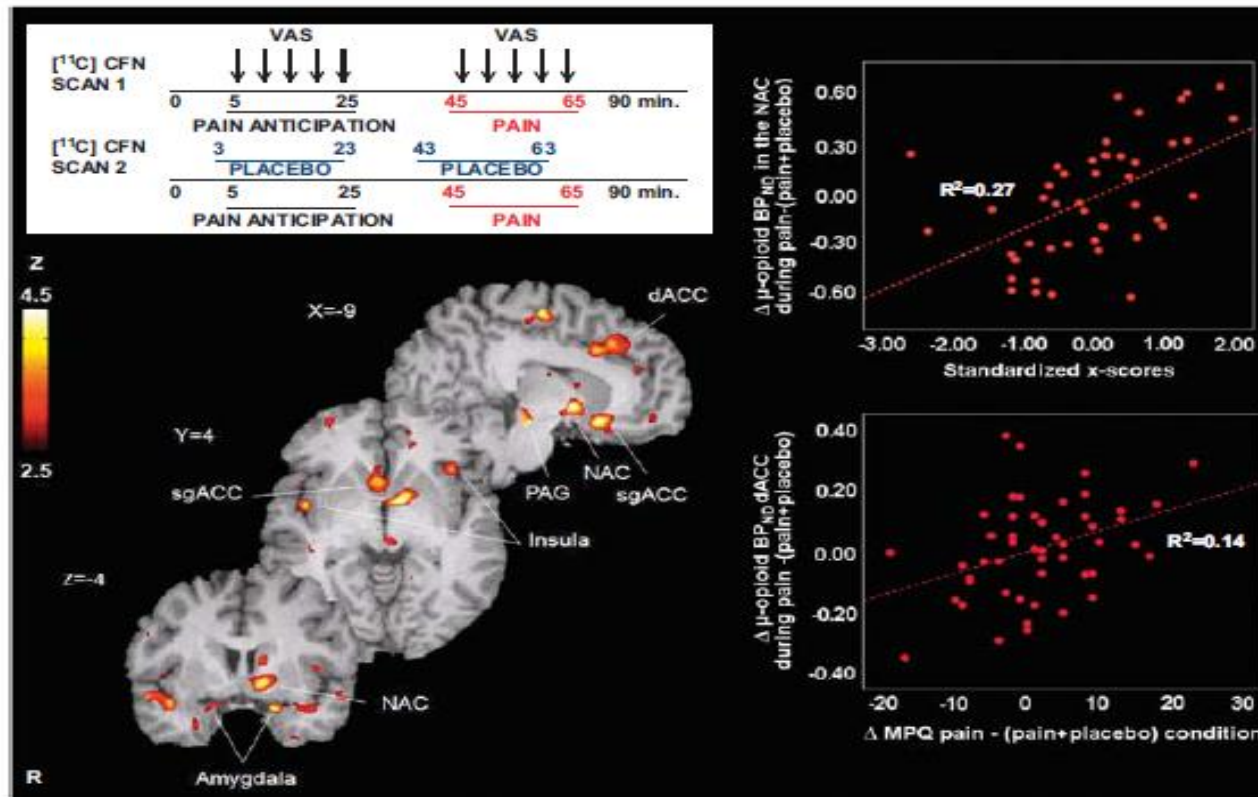 VAS VAS
[11C] CFN
SCAN 1
0 5 25 45 65 90 min.
PAIN ANTICIPATION PAIN
[11C] CFN
SCAN 2
3 23 43 63
PLACEBO PLACEBO
0 5 25 45 65 90 min.
PAIN ANTICIPATION PAIN
Z
4.5
2.5
X=-9
dACC
PAG
NAC
sgACC
Y=4
sgACC
Insula
Z=-4
NAC
Amygdala
R
Δ μ-opioid BPND in the NAC
during pain-(pain+placebo)
0.60
0.30
0.00
-0.30
-0.60
R²=0.27
-3.00 -2.00 -1.00 0.00 1.00 2.00
Standardized x-scores
Δ μ-opioid BPND dACC
during pain -(pain+placebo)
0.40
0.20
0.00
-0.20
-0.40
R²=0.14
-20 -10 0 10 20 30
Δ MPQ pain - (pain+placebo) condition